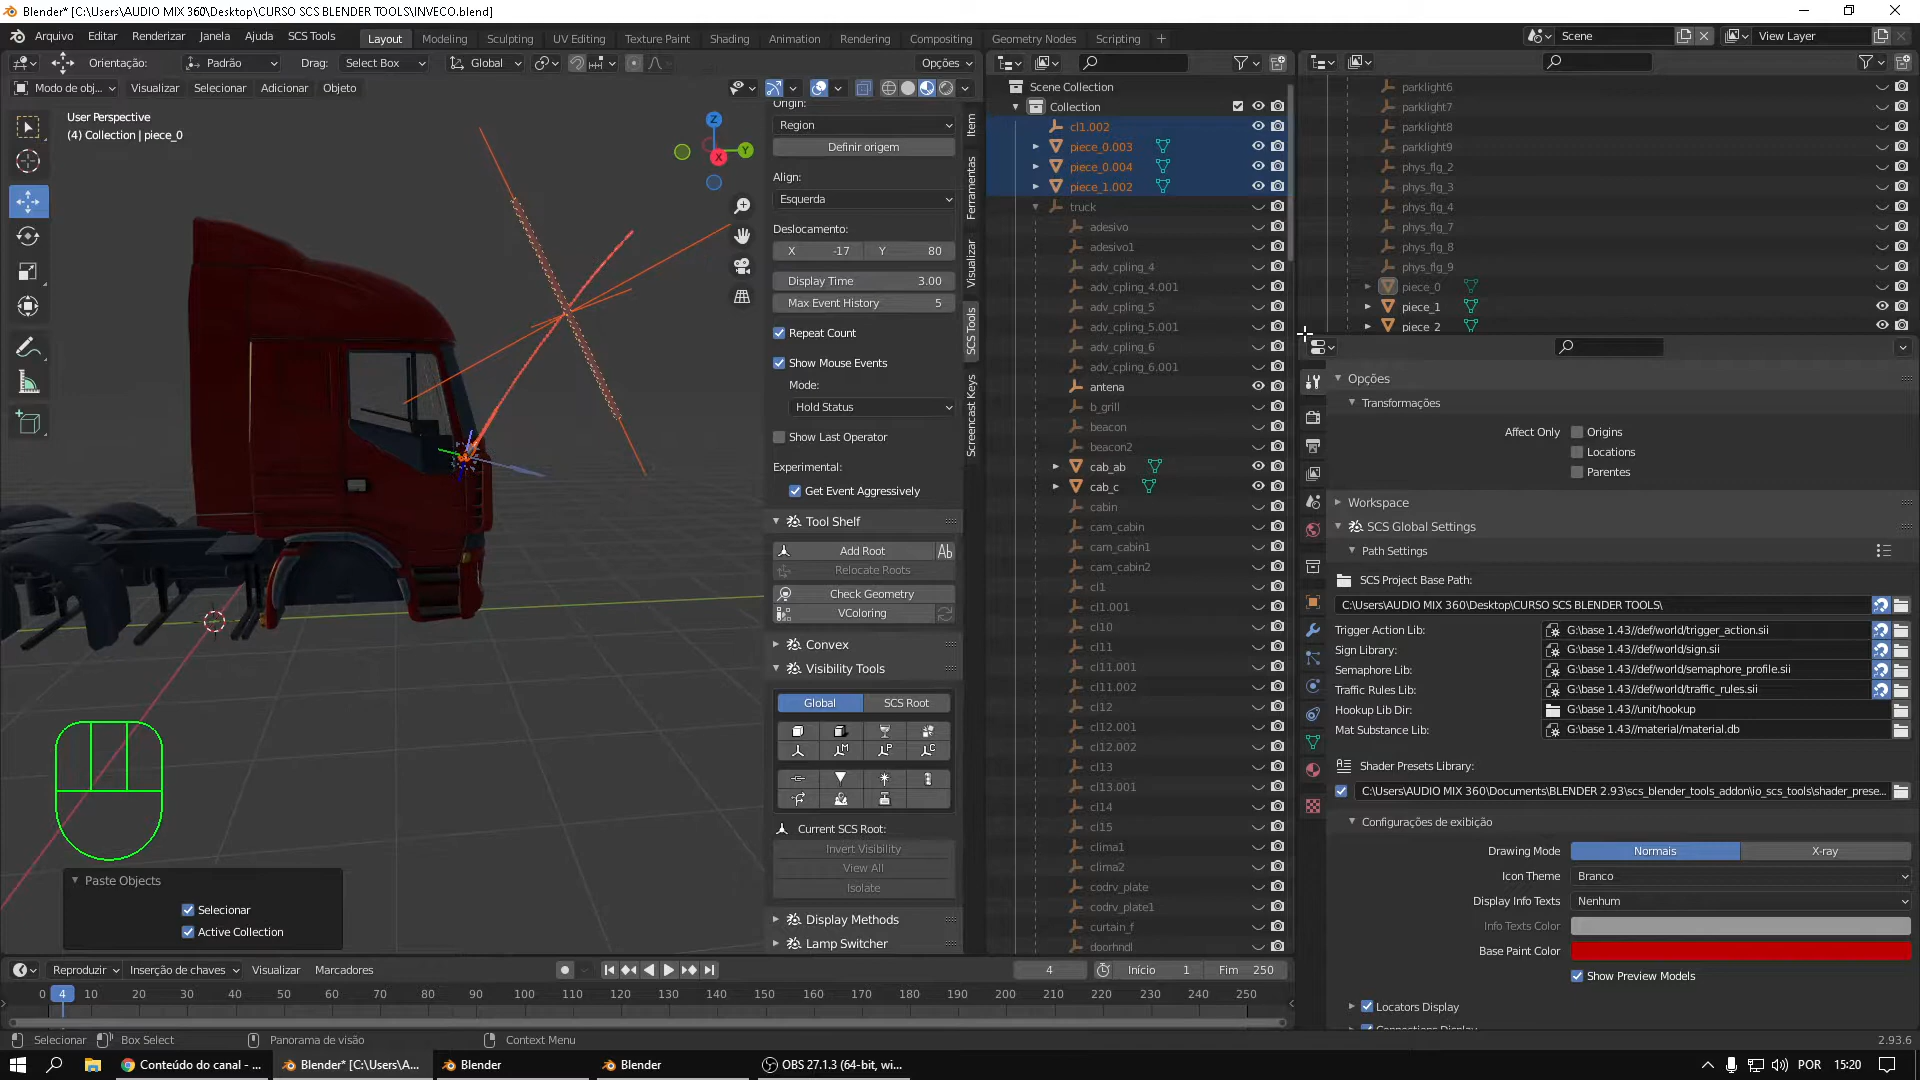 Blender* [C:\Users\AUDIO MIX 360\Desktop\CURSO SCS BLENDER TOOLS\INVECO.blend]
Arquivo Editar Renderizar Janela Ajuda SCS Tools Layout Modeling Sculpting UV Editing Texture Paint Shading Animation Rendering Compositing Geometry Nodes Scripting + Scene View Layer
Orientação: Padrão Drag: Select Box Global Opções
Modo de obj... Visualizar Selecionar Adicionar Objeto
User Perspective
(4) Collection | piece_0
Z
Y
X
Origin:
Region
Definir origem
Align:
Esquerda
Deslocamento:
X -17 Y 80
Display Time 3.00
Max Event History 5
Repeat Count
Show Mouse Events
Mode:
Hold Status
Show Last Operator
Experimental:
Get Event Aggressively
Tool Shelf
Add Root
Relocate Roots
Check Geometry
VColoring
Convex
Visibility Tools
Global SCS Root
Current SCS Root:
Invert Visibility
View All
Isolate
Display Methods
Lamp Switcher
Item
Ferramentas
Visualizar
SCS Tools
Screencast Keys
Paste Objects
Selecionar
Active Collection
Scene Collection
Collection
cl1.002
piece_0.003
piece_0.004
piece_1.002
truck
adesivo
adesivo1
adv_cpling_4
adv_cpling_4.001
adv_cpling_5
adv_cpling_5.001
adv_cpling_6
adv_cpling_6.001
antena
b_grill
beacon
beacon2
cab_ab
cab_c
cabin
cam_cabin
cam_cabin1
cam_cabin2
cl1
cl1.001
cl10
cl11
cl11.001
cl11.002
cl12
cl12.001
cl12.002
cl13
cl13.001
cl14
cl15
clima1
clima2
codrv_plate
codrv_plate1
curtain_f
doorhndl
parklight6
parklight7
parklight8
parklight9
phys_flg_2
phys_flg_3
phys_flg_4
phys_flg_7
phys_flg_8
phys_flg_9
piece_0
piece_1
piece_2
Opções
Transformações
Affect Only Origins
Locations
Parentes
Workspace
SCS Global Settings
Path Settings
SCS Project Base Path:
C:\Users\AUDIO MIX 360\Desktop\CURSO SCS BLENDER TOOLS\
Trigger Action Lib: G:\base 1.43//def/world/trigger_action.sii
Sign Library: G:\base 1.43//def/world/sign.sii
Semaphore Lib: G:\base 1.43//def/world/semaphore_profile.sii
Traffic Rules Lib: G:\base 1.43//def/world/traffic_rules.sii
Hookup Lib Dir: G:\base 1.43//unit/hookup
Mat Substance Lib: G:\base 1.43//material/material.db
Shader Presets Library:
C:\Users\AUDIO MIX 360\Documents\BLENDER 2.93\scs_blender_tools_addon\io_scs_tools\shader_prese...
Configurações de exibição
Drawing Mode Normais X-ray
Icon Theme Branco
Display Info Texts Nenhum
Info Texts Color
Base Paint Color
Show Preview Models
Locators Display
Connections Display
Reproduzir Inserção de chaves Visualizar Marcadores 4 Início 1 Fim 250
0 4 10 20 30 40 50 60 70 80 90 100 110 120 130 140 150 160 170 180 190 200 210 220 230 240 250
Selecionar Box Select Panorama de visão Context Menu 2.93.6
Conteúdo do canal - ... Blender* [C:\Users\A... Blender Blender OBS 27.1.3 (64-bit, wi... POR 15:20